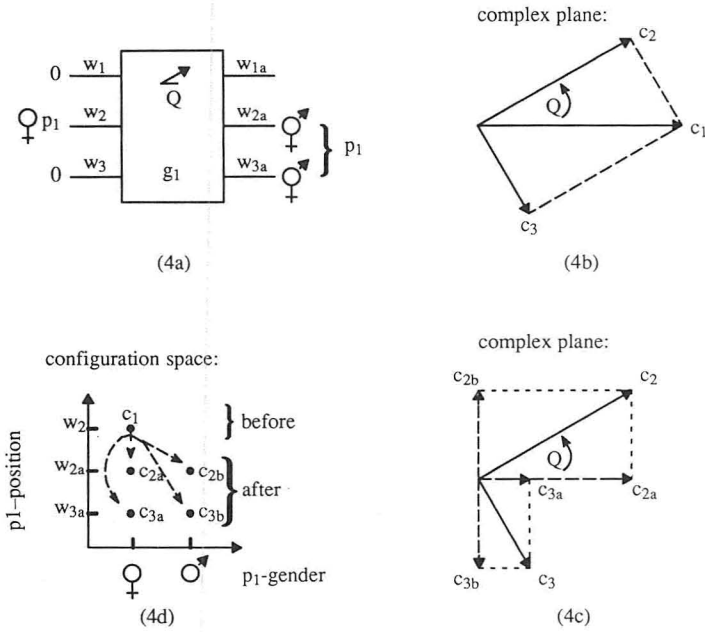 w₁
w₁ₐ
0
Q
♀ p₁
w₂
w₂ₐ
p₁
0
w₃
g₁
w₃ₐ
(4a)
complex plane:
c₂
Q
c₁
c₃
(4b)
configuration space:
p1–position
w₂
c₁
before
w₂ₐ
c₂ₐ
c₂b
after
w₃ₐ
c₃ₐ
c₃b
p₁-gender
(4d)
complex plane:
c₂b
c₂
Q
c₃ₐ
c₂ₐ
c₃b
c₃
(4c)